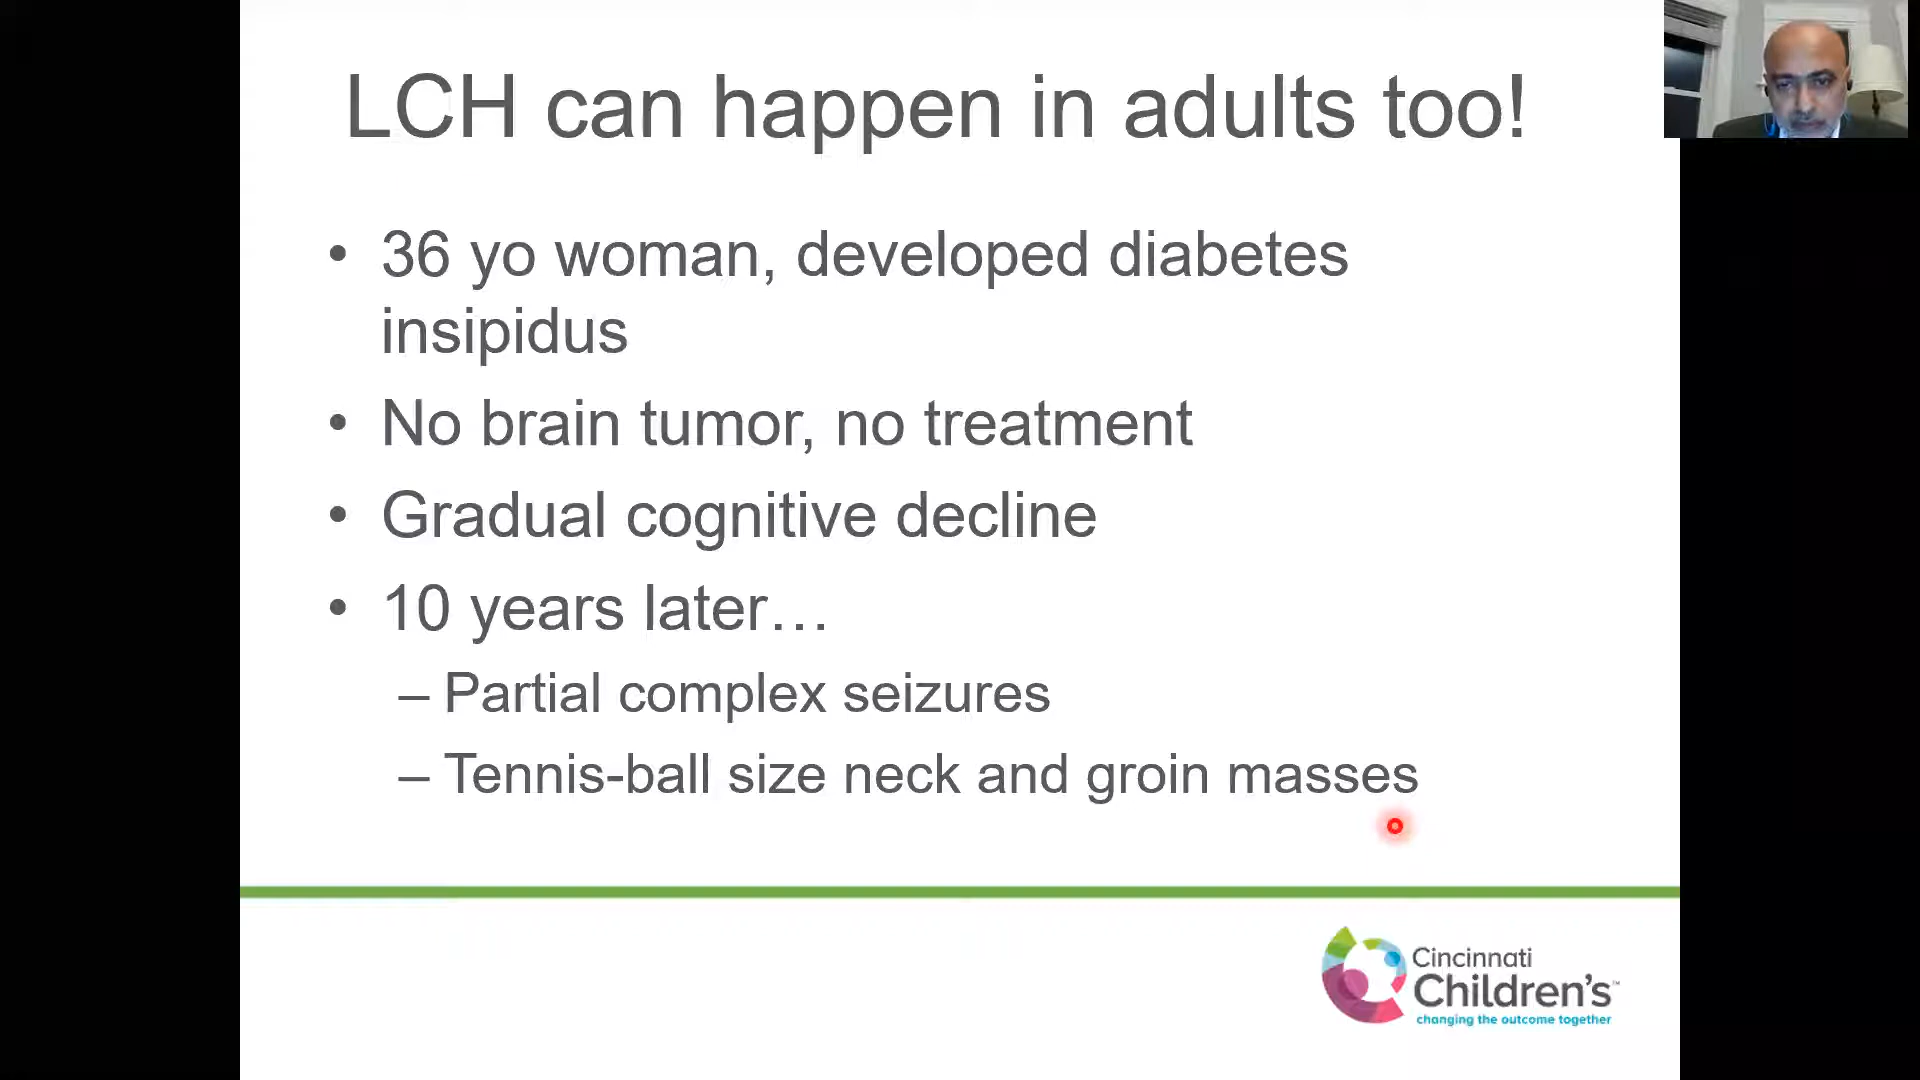 LCH can happen in adults too!
• 36 yo woman, developed diabetes
insipidus
• No brain tumor, no treatment
• Gradual cognitive decline
• 10 years later…
– Partial complex seizures
– Tennis-ball size neck and groin masses
Cincinnati
Children's™
changing the outcome together